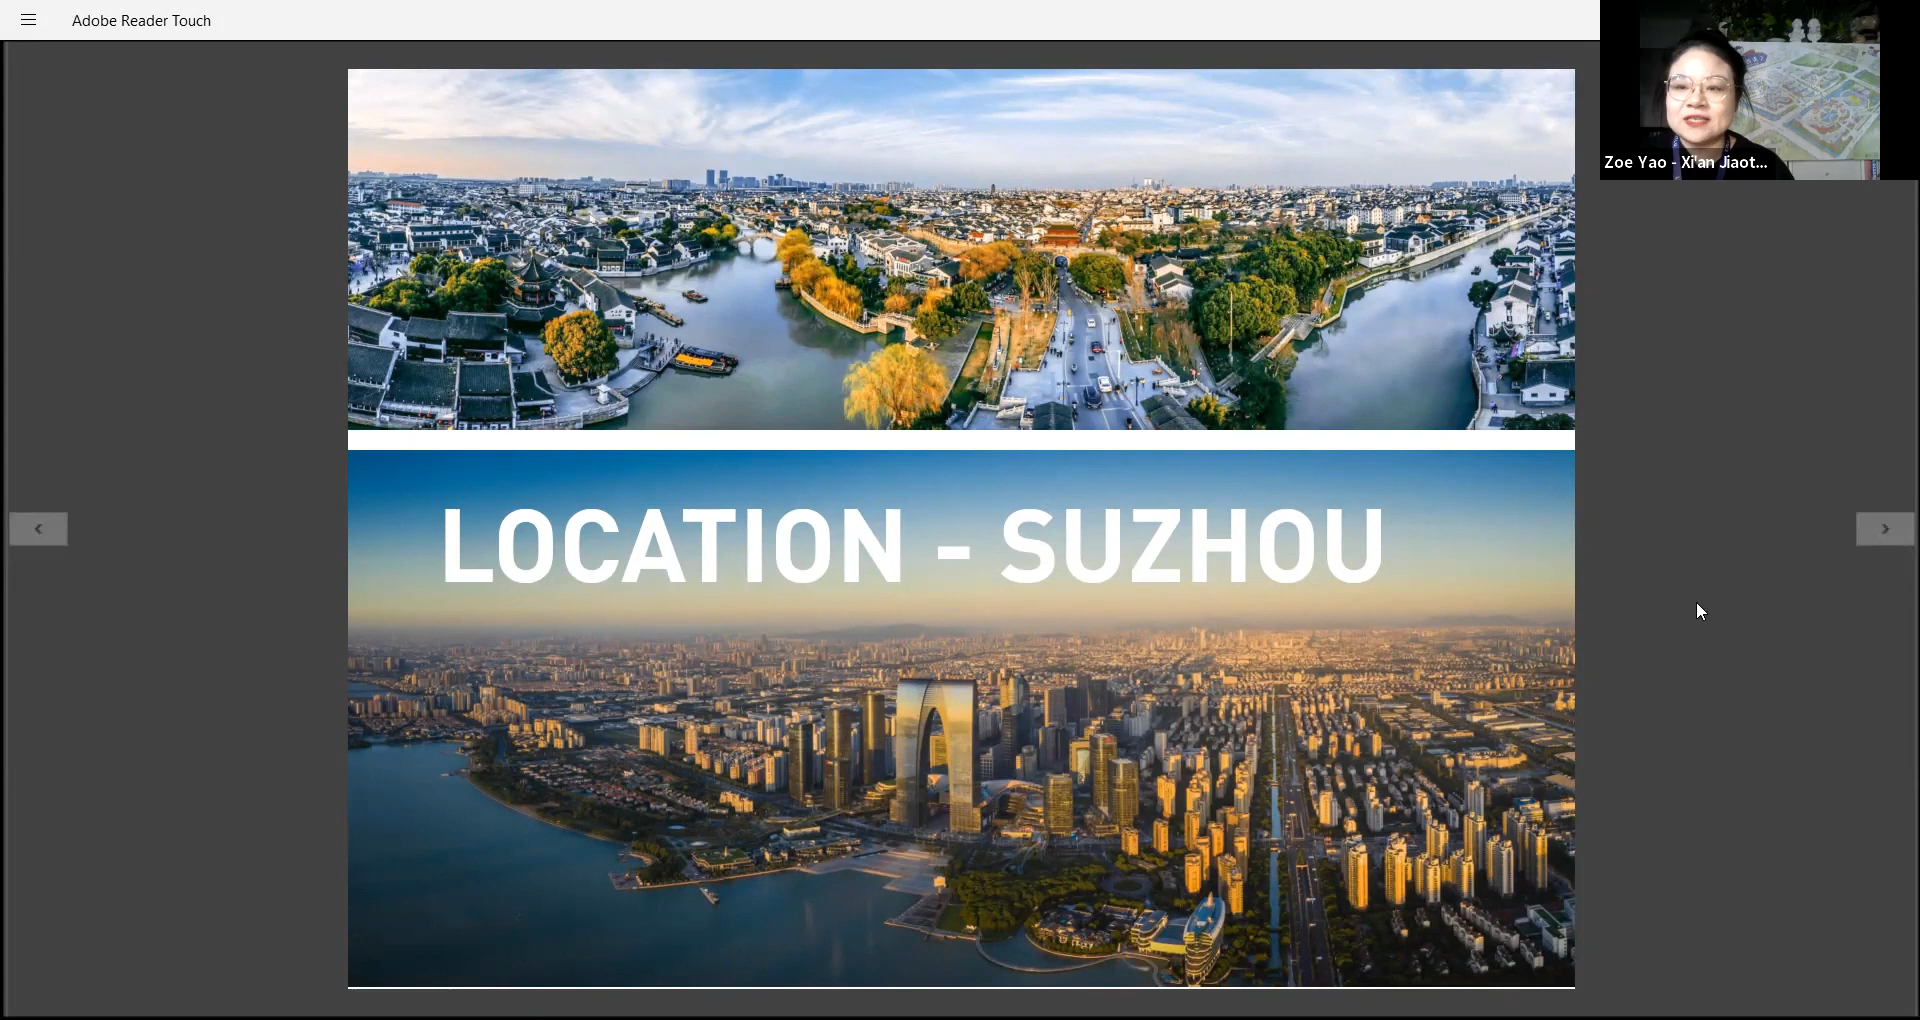 Adobe Reader Touch
Zoe Yao - Xi'an Jiaot...
LOCATION - SUZHOU